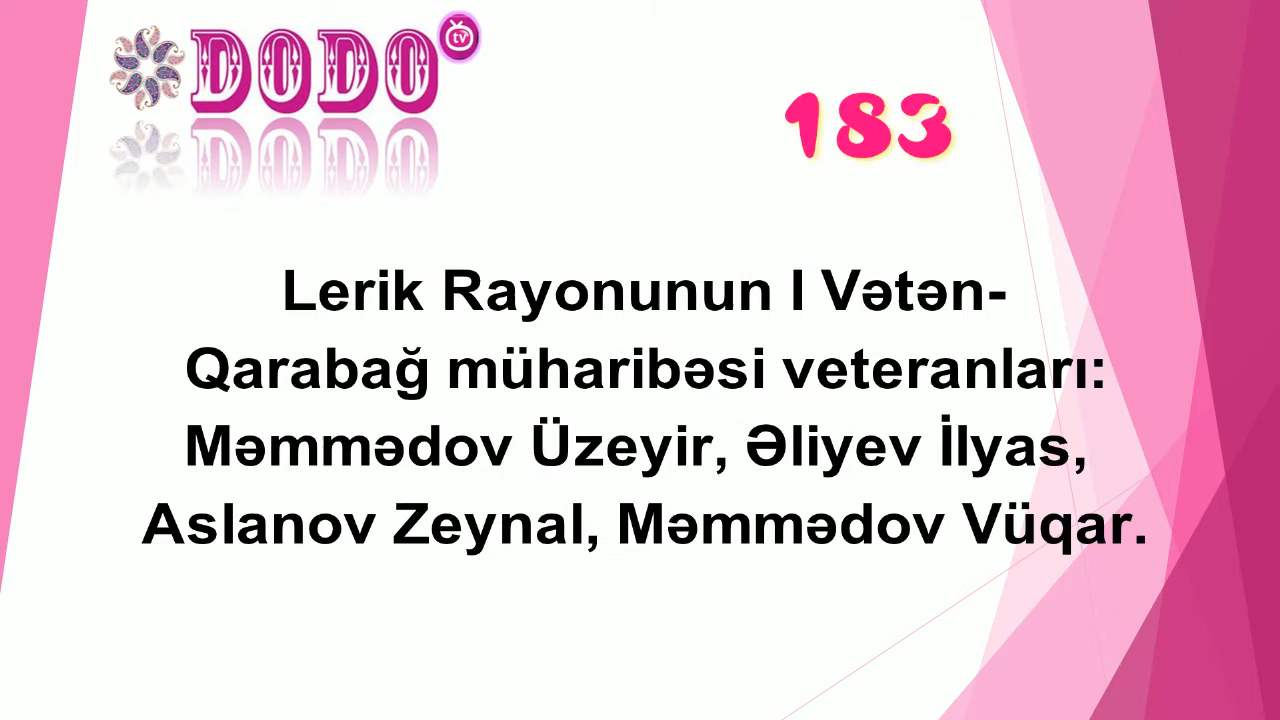 DODO tv
183
Lerik Rayonunun I Vətən-
Qarabağ müharibəsi veteranları:
Məmmədov Üzeyir, Əliyev İlyas,
Aslanov Zeynal, Məmmədov Vüqar.